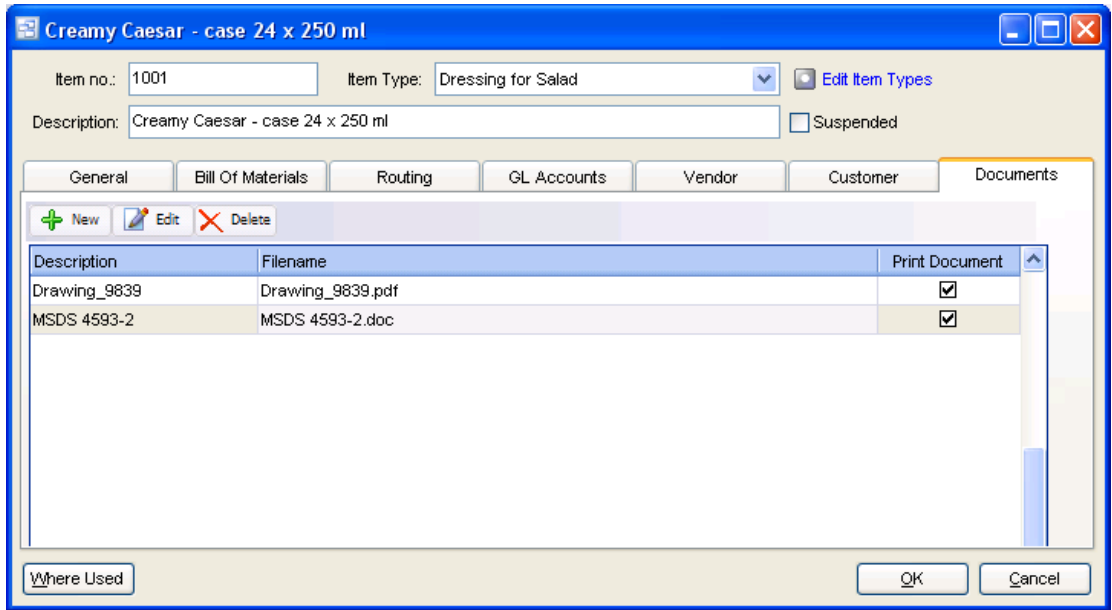 Creamy Caesar - case 24 x 250 ml
Item no.: 1001 Item Type: Dressing for Salad Edit Item Types
Description: Creamy Caesar - case 24 x 250 ml Suspended
General Bill Of Materials Routing GL Accounts Vendor Customer Documents
New Edit Delete
Description Filename Print Document
Drawing_9839 Drawing_9839.pdf
MSDS 4593-2 MSDS 4593-2.doc
Where Used OK Cancel